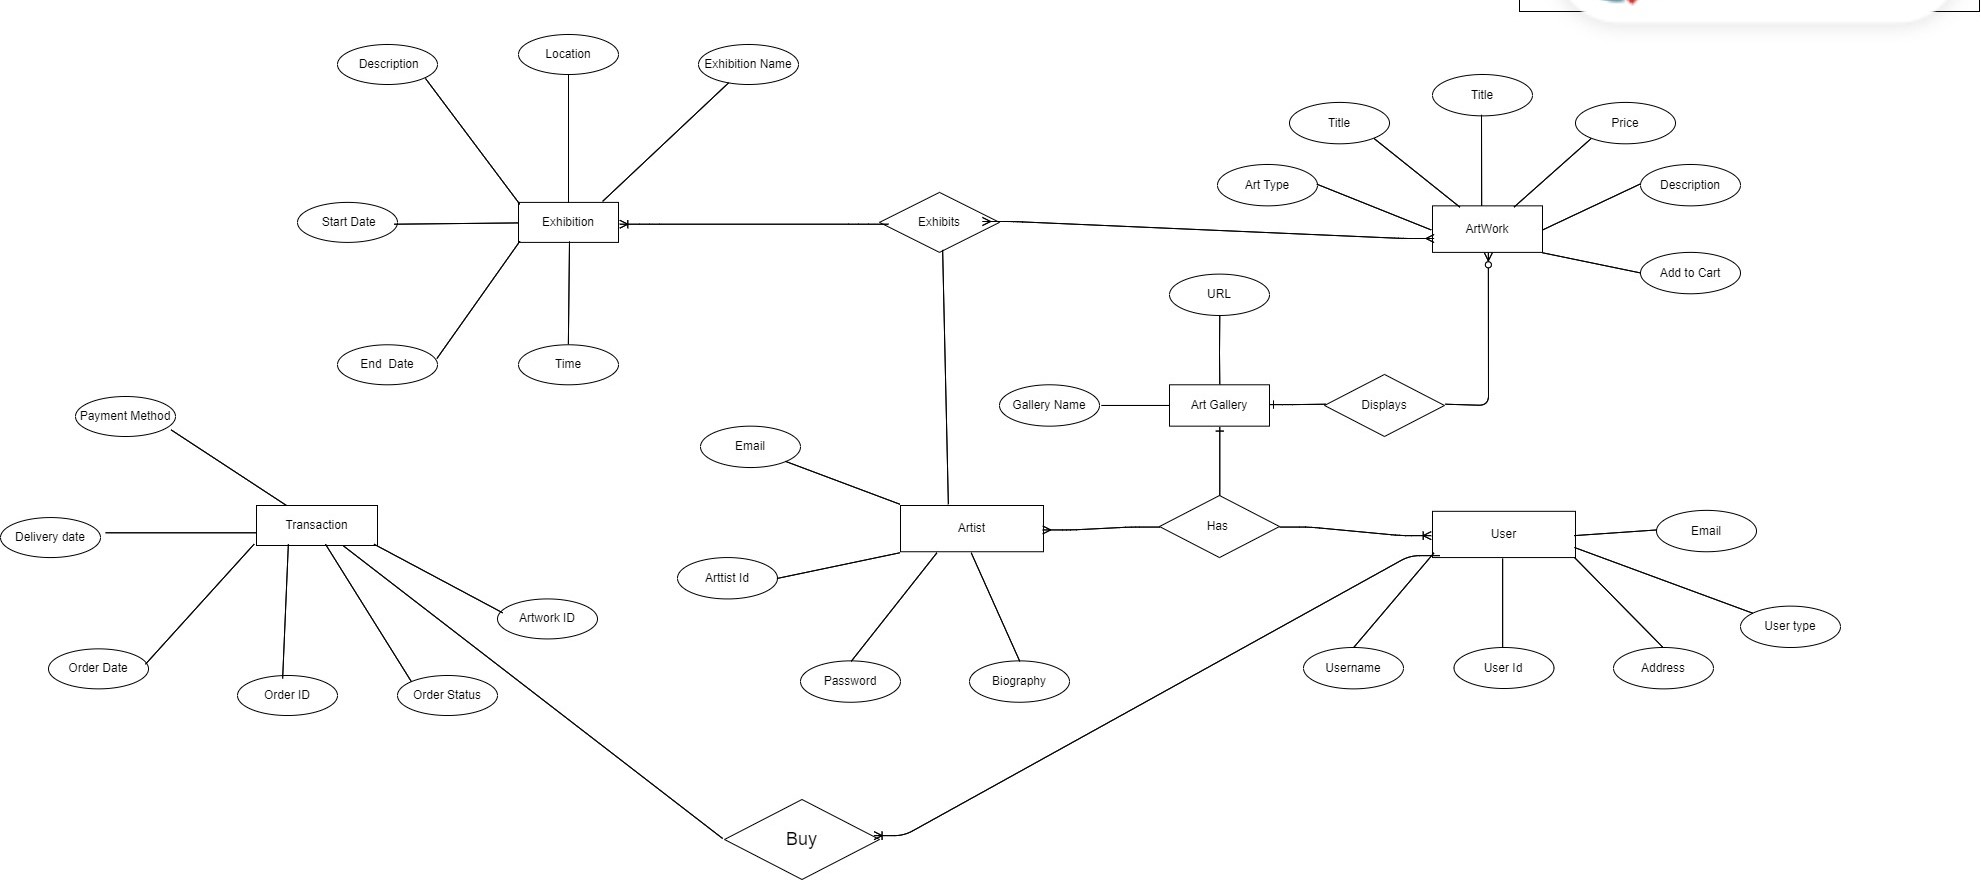 Location
Description
Exhibition Name
Title
Title
Price
Art Type
Description
Start Date
Exhibition
Exhibits
ArtWork
Add to Cart
URL
End  Date
Time
Gallery Name
Art Gallery
Displays
Payment Method
Email
Transaction
Artist
Has
User
Email
Delivery date
Arttist Id
Artwork ID
User type
Order Date
Order ID
Order Status
Password
Biography
Username
User Id
Address
Buy